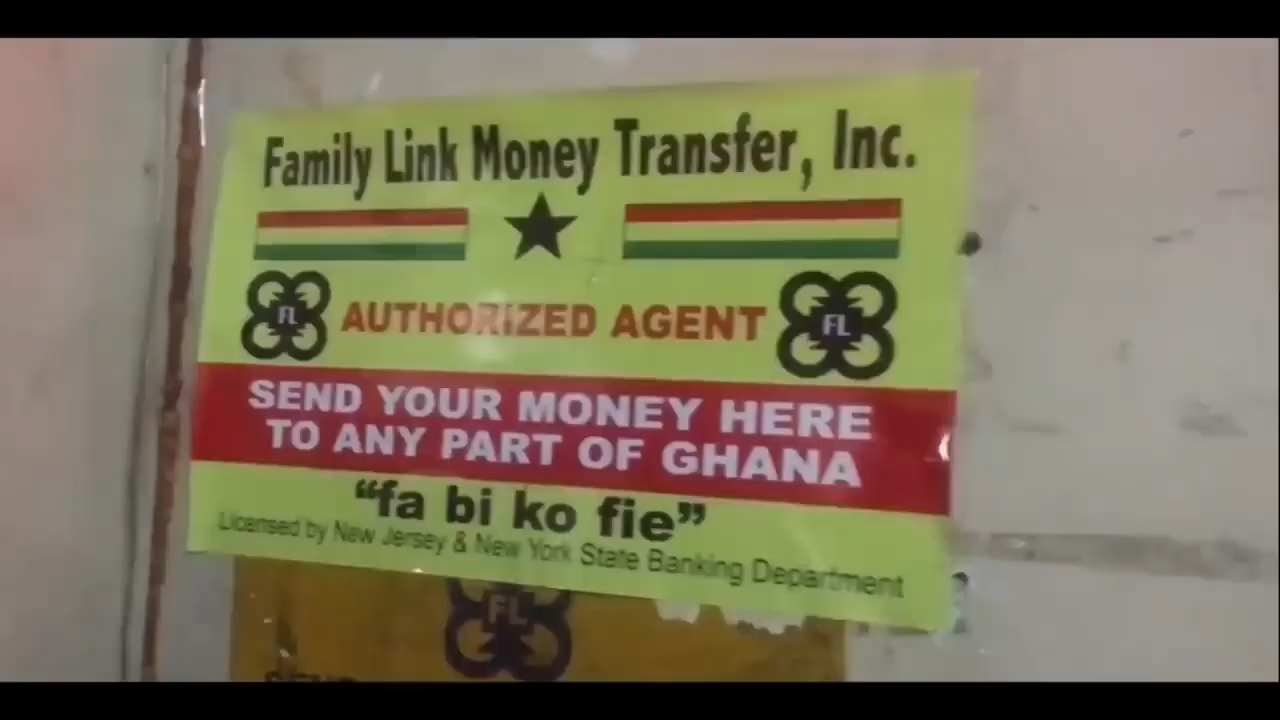 Family Link Money Transfer, Inc.
FL AUTHORIZED AGENT FL
SEND YOUR MONEY HERE
TO ANY PART OF GHANA
“fa bi ko fie”
Licensed by New Jersey & New York State Banking Department
FL